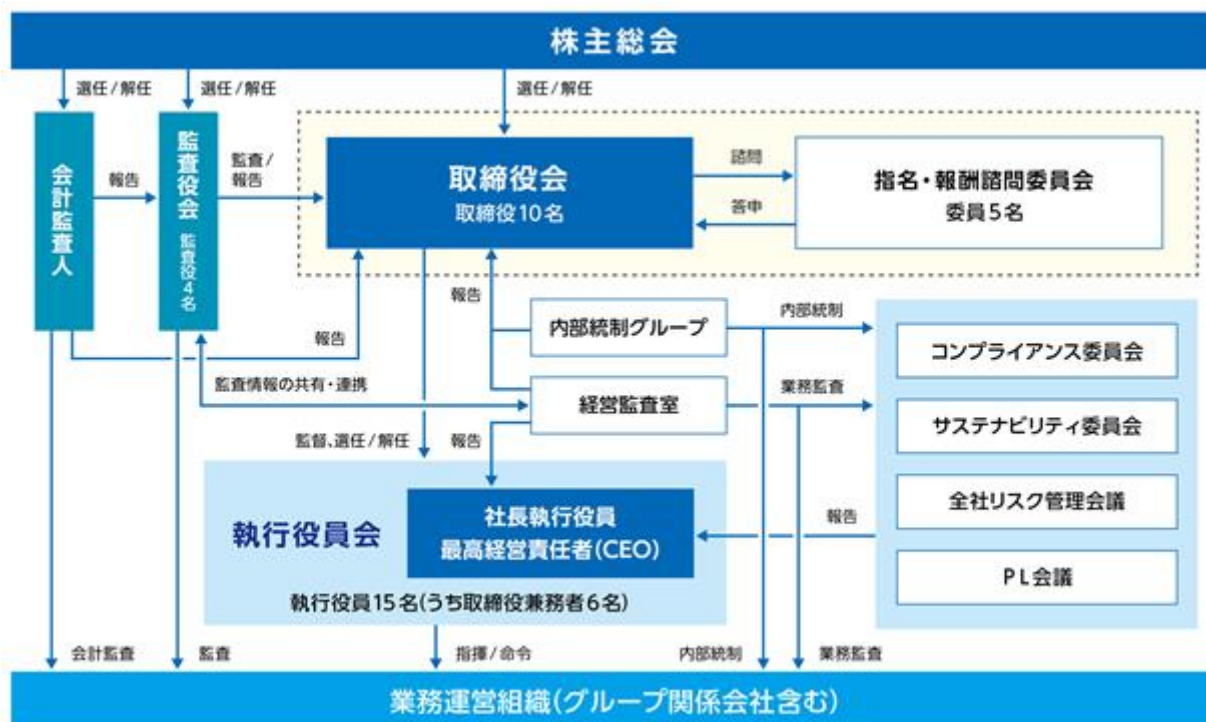 株主総会
選任/解任
選任/解任
選任/解任
会計監査人
報告
監査役会 監査役4名
監査/
報告
取締役会
取締役10名
諮問
答申
指名・報酬諮問委員会
委員5名
報告
報告
内部統制グループ
内部統制
コンプライアンス委員会
監査情報の共有・連携
経営監査室
業務監査
サステナビリティ委員会
監督、選任/解任
報告
執行役員会
社長執行役員
最高経営責任者(CEO)
報告
全社リスク管理会議
PL会議
執行役員15名(うち取締役兼務者6名)
会計監査
監査
指揮/命令
内部統制
業務監査
業務運営組織(グループ関係会社含む)